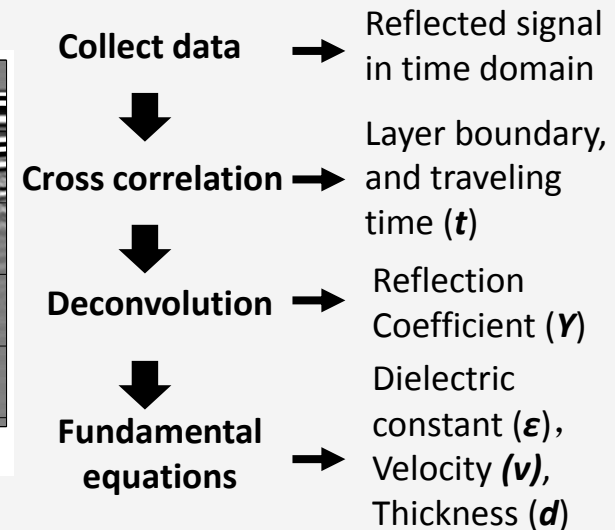 Collect data
Reflected signal
in time domain
Cross correlation
Layer boundary,
and traveling
time (t)
Deconvolution
Reflection
Coefficient (Y)
Fundamental
equations
Dielectric
constant (ε)，
Velocity (v),
Thickness (d)